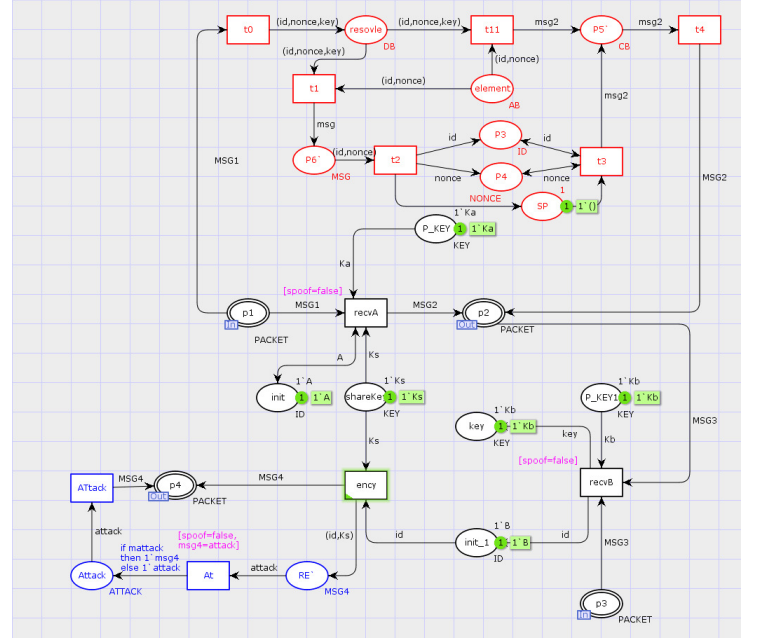 (id,nonce,key)
(id,nonce,key)
msg2
msg2
t0
resovle
t11
P5`
t4
DB
CB
(id,nonce,key)
(id,nonce)
(id,nonce)
t1
element
AB
msg2
msg
P3
id
id
ID
P6`
(id,nonce)
t2
t3
MSG
P4
nonce
nonce
NONCE
MSG1
MSG2
SP
1
1
1`()
1`Ka
P_KEY
1
1`Ka
KEY
Ka
[spoof=false]
p1
In
PACKET
MSG1
recvA
MSG2
p2
Out
PACKET
A
Ks
1`A
init
1
1`A
ID
1`Ks
shareKe
1
1`Ks
KEY
1`Kb
key
1
1`Kb
KEY
key
1`Kb
P_KEY1
1
1`Kb
KEY
Kb
MSG3
Ks
[spoof=false]
recvB
ATtack
MSG4
p4
Out
PACKET
MSG4
ency
attack
[spoof=false,
msg4=attack]
(id,Ks)
id
1`B
init_1
1
1`B
ID
id
MSG3
if mattack
then 1`msg4
else 1`attack
Attack
ATTACK
At
attack
RE`
MSG4
p3
In
PACKET